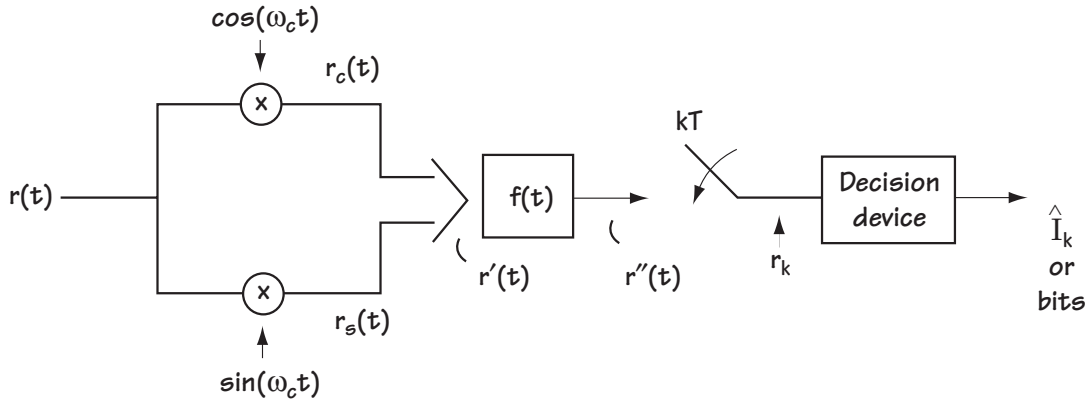 cos(ω_c t)
r_c(t)
x
r(t)
f(t)
r′(t)
r″(t)
kT
r_k
Decision
device
Î_k
or
bits
x
r_s(t)
sin(ω_c t)